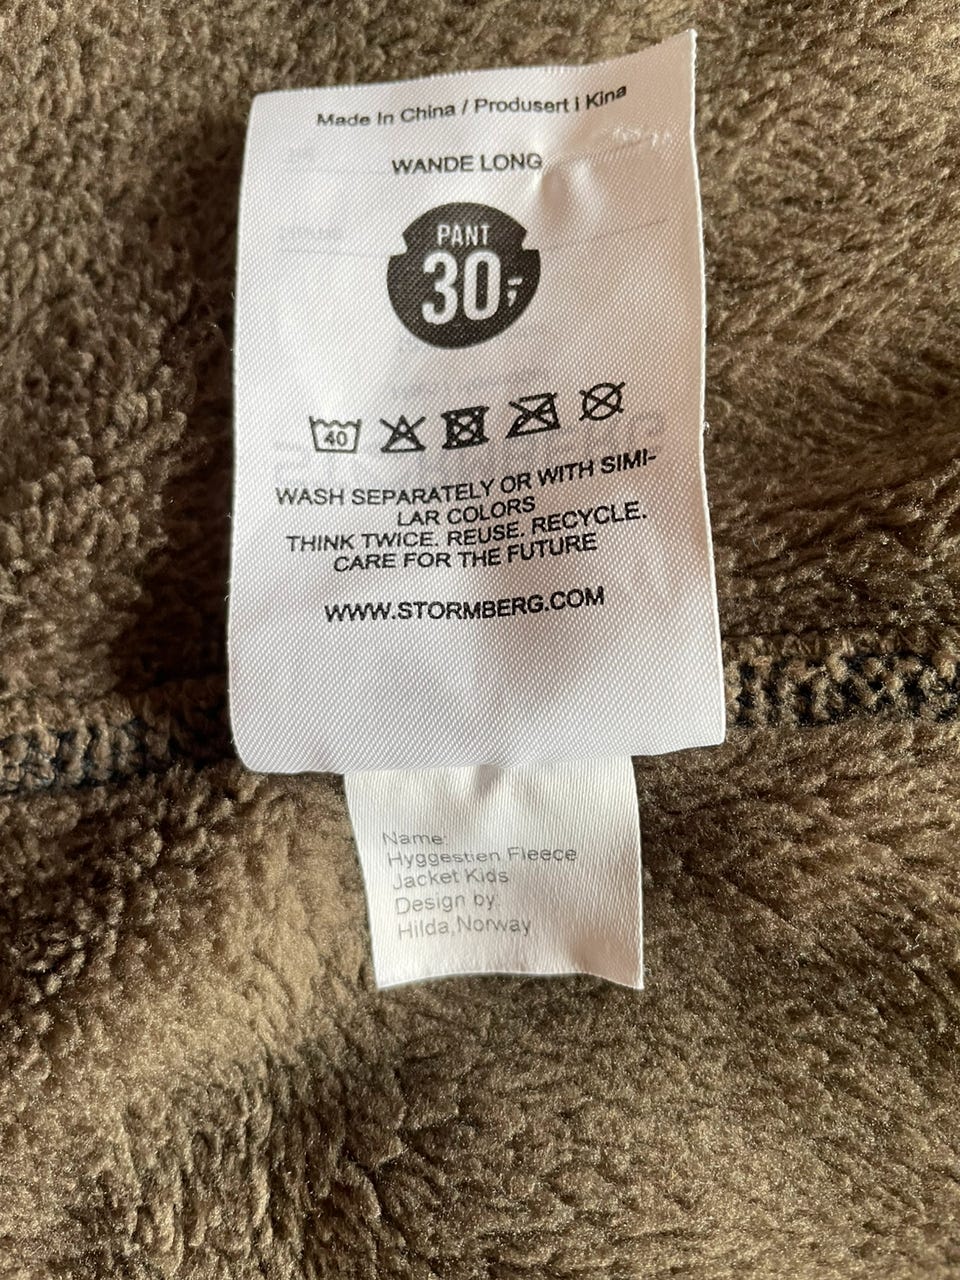 Made In China / Produsert i Kina
WANDE LONG
PANT
30,-
40
WASH SEPARATELY OR WITH SIMI-
LAR COLORS
THINK TWICE. REUSE. RECYCLE.
CARE FOR THE FUTURE
WWW.STORMBERG.COM
Name:
Hyggestien Fleece
Jacket Kids
Design by:
Hilda,Norway